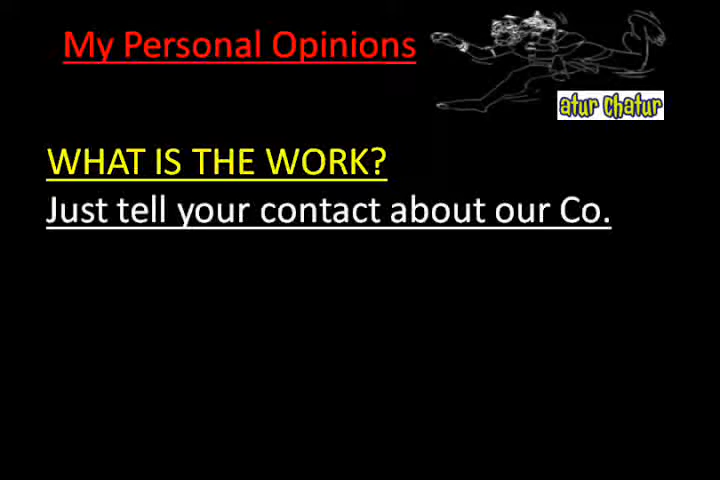 My Personal Opinions
atur chatur
WHAT IS THE WORK?
Just tell your contact about our Co.